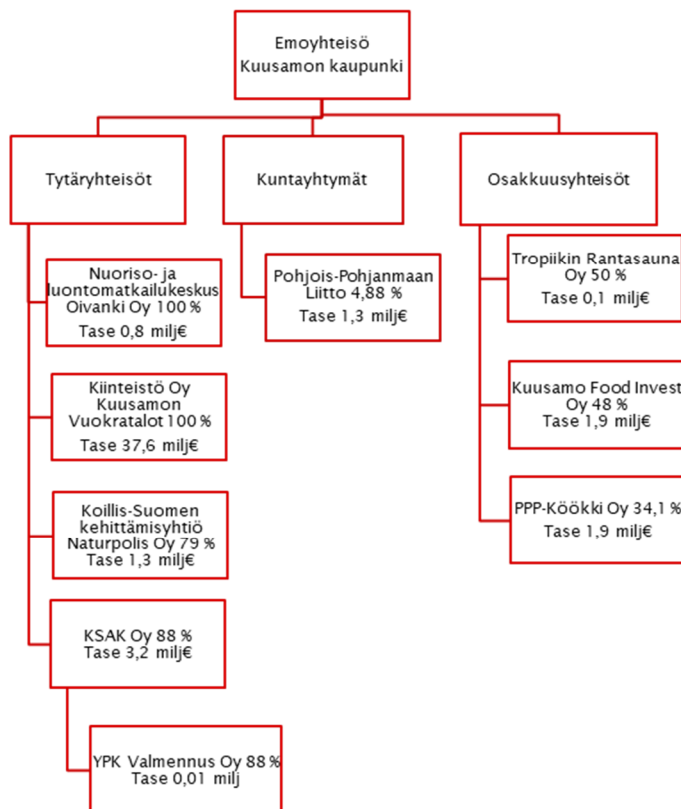 Emoyhteisö
Kuusamon kaupunki
Tytäryhteisöt
Kuntayhtymät
Osakkuusyhteisöt
Nuoriso- ja
luontomatkailukeskus
Oivanki Oy 100 %
Tase 0,8 milj€
Kiinteistö Oy
Kuusamon
Vuokratalot 100 %
Tase 37,6 milj€
Koillis-Suomen
kehittämisyhtiö
Naturpolis Oy 79 %
Tase 1,3 milj€
KSAK Oy 88 %
Tase 3,2 milj€
YPK Valmennus Oy 88 %
Tase 0,01 milj
Pohjois-Pohjanmaan
Liitto 4,88 %
Tase 1,3 milj€
Tropiikin Rantasauna
Oy 50 %
Tase 0,1 milj€
Kuusamo Food Invest
Oy 48 %
Tase 1,9 milj€
PPP-Köökki Oy 34,1 %
Tase 1,9 milj€